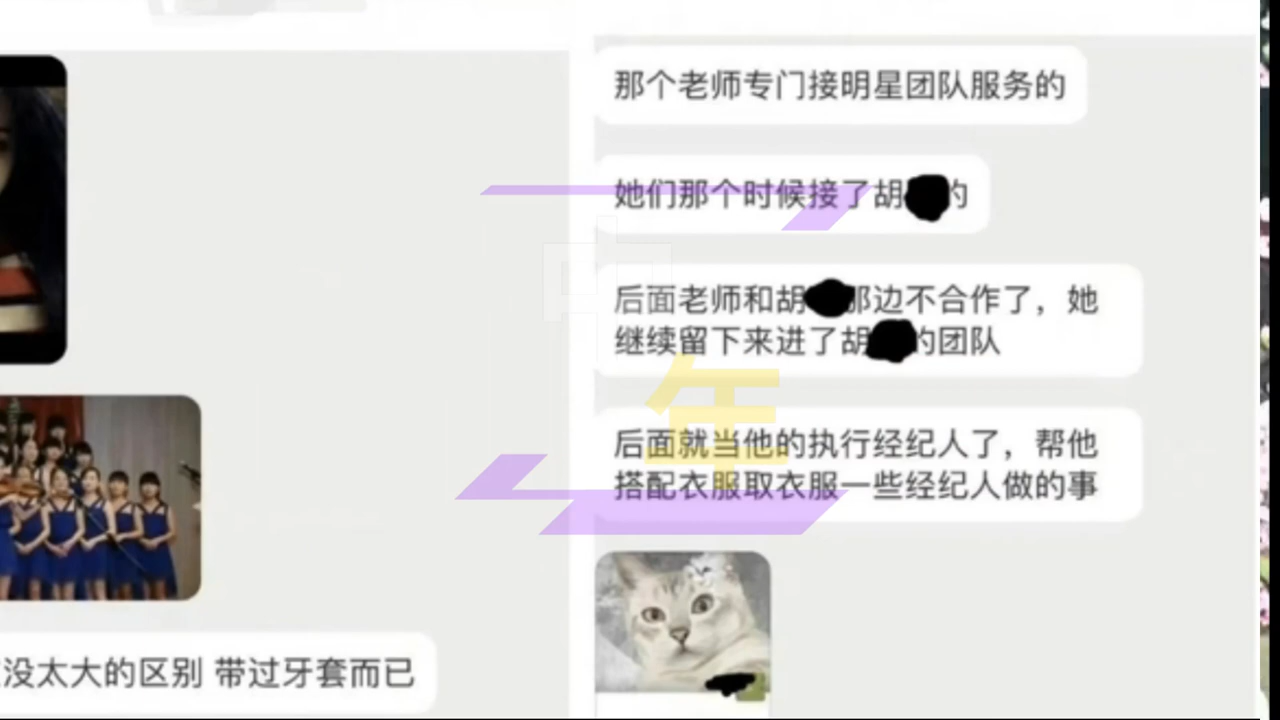 那个老师专门接明星团队服务的
她们那个时候接了胡 的
后面老师和胡 那边不合作了，她
继续留下来进了胡 的团队
后面就当他的执行经纪人了，帮他
搭配衣服取衣服一些经纪人做的事
没太大的区别 带过牙套而已
中
年